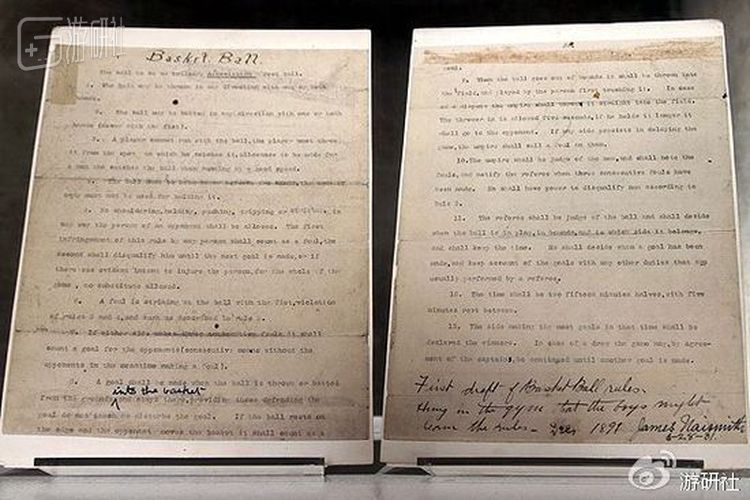 游研社
Basket Ball
The ball to be an ordinary Association foot ball.
1. The ball may be thrown in any direction with one or both
hands.
2. The ball may be batted in any direction with one or both
hands (never with the fist).
3. A player cannot run with the ball, the player must throw
it from the spot on which he catches it, allowance to be made for
a man who catches the ball when running at a good speed.
4. The ball must be held
must not be used for holding it.
5. No shouldering, holding, pushing, tripping or striking, in
any way the person of an opponent shall be allowed. The first
infringement of this rule by any person shall count as a foul, the
second shall disqualify him until the next goal is made, or if
there was evident intent to injure the person, for the whole of the
game, no substitute allowed.
6. A foul is striking at the ball with the fist, violation
of rules 3 and 4, and such as described in rule 5.
7. If either side makes three consecutive fouls it shall
count a goal for the opponents (consecutive means without the
opponents in the meantime making a foul).
8. A goal shall be made when the ball is thrown or batted
into the basket
from the grounds and stays there, providing those defending the
goal do not touch or disturb the goal. If the ball rests on
the edge and the opponent moves the basket it shall count as a
goal.
9. When the ball goes out of bounds it shall be thrown into
the field, and played by the person first touching it. In case
of a dispute the umpire shall throw it straight into the field.
The thrower in is allowed five seconds, if he holds it longer it
shall go to the opponent. If any side persists in delaying the
game, the umpire shall call a foul on them.
10. The umpire shall be judge of the men, and shall note the
fouls, and notify the referee when three consecutive fouls have
been made. He shall have power to disqualify men according to
Rule 5.
11. The referee shall be judge of the ball and shall decide
when the ball is in play, in bounds, and to which side it belongs,
and shall keep the time. He shall decide when a goal has been
made, and keep account of the goals with any other duties that are
usually performed by a referee.
12. The time shall be two fifteen minutes halves, with five
minutes rest between.
13. The side making the most goals in that time shall be
declared the winners. In case of a draw the game may, by agree-
ment of the captains, be continued until another goal is made.
First draft of Basket Ball rules.
Hung in the gym that the boys might
learn the rules - Dec 1891 James Naismith
6-28-31.
游研社